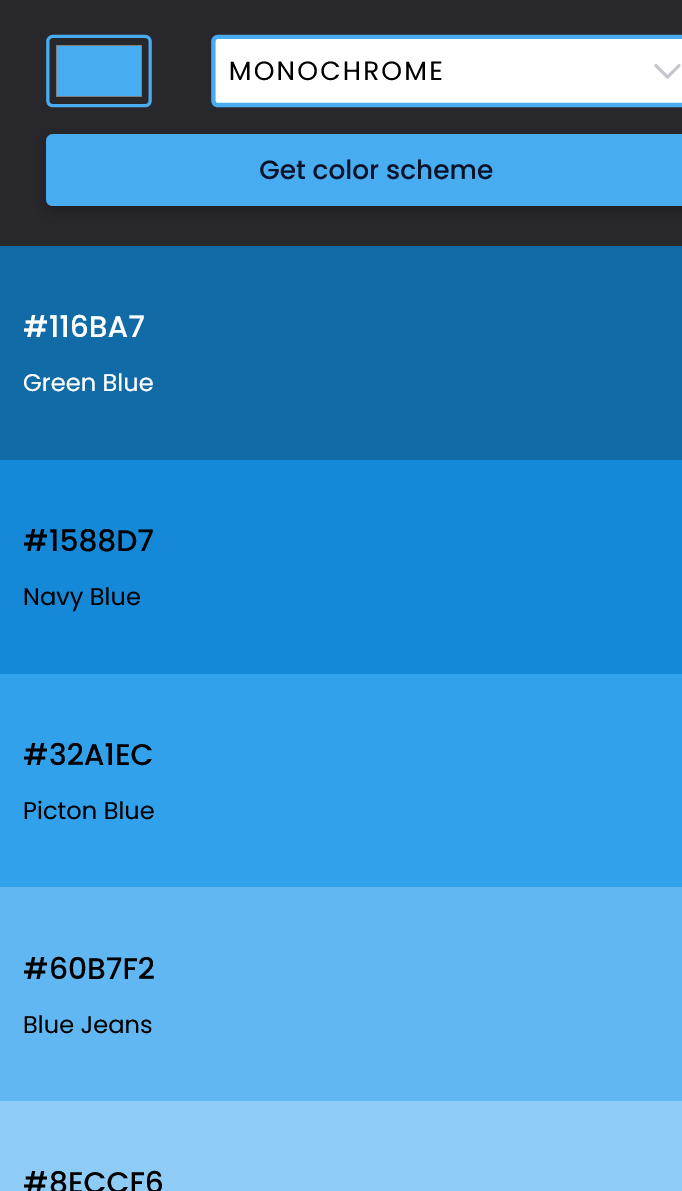 MONOCHROME
Get color scheme
#116BA7
Green Blue
#1588D7
Navy Blue
#32A1EC
Picton Blue
#60B7F2
Blue Jeans
#8ECCF6